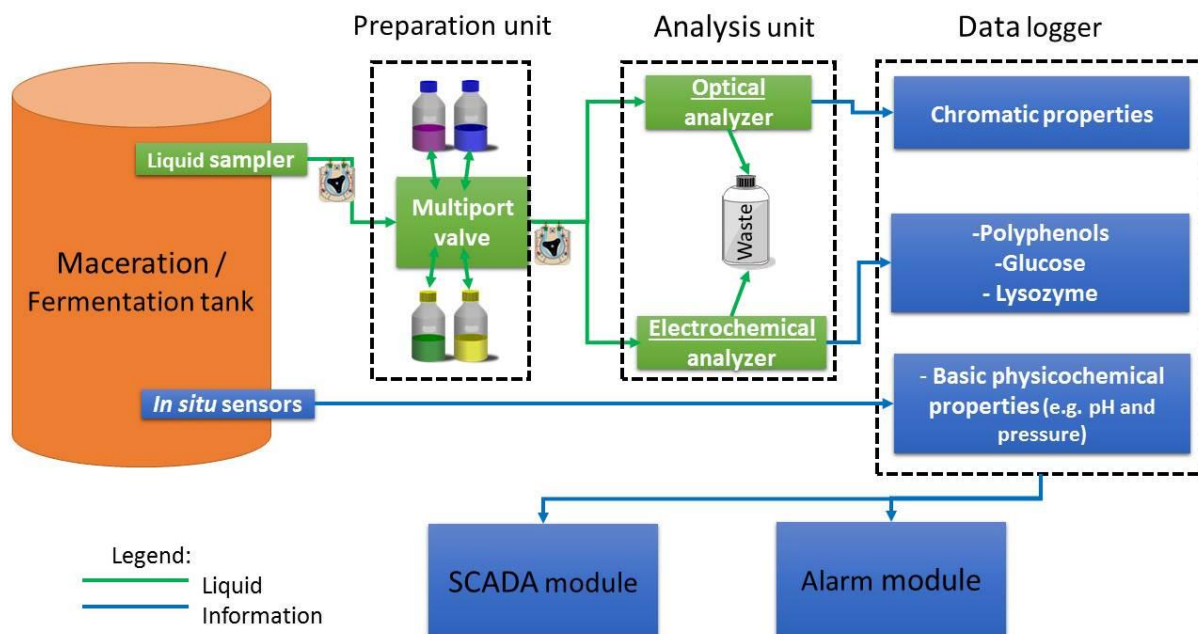 Preparation unit
Analysis unit
Data logger
Optical
analyzer
Chromatic properties
Liquid sampler
Multiport
valve
Waste
-Polyphenols
-Glucose
- Lysozyme
Maceration /
Fermentation tank
Electrochemical
analyzer
In situ sensors
- Basic physicochemical
properties (e.g. pH and
pressure)
SCADA module
Alarm module
Legend:
Liquid
Information